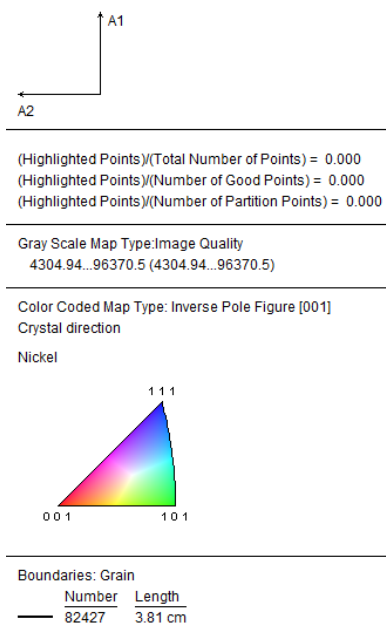 A1
A2
(Highlighted Points)/(Total Number of Points) = 0.000
(Highlighted Points)/(Number of Good Points) = 0.000
(Highlighted Points)/(Number of Partition Points) = 0.000
Gray Scale Map Type:Image Quality
4304.94...96370.5 (4304.94...96370.5)
Color Coded Map Type: Inverse Pole Figure [001]
Crystal direction
Nickel
1 1 1
0 0 1 1 0 1
Boundaries: Grain
Number Length
82427 3.81 cm